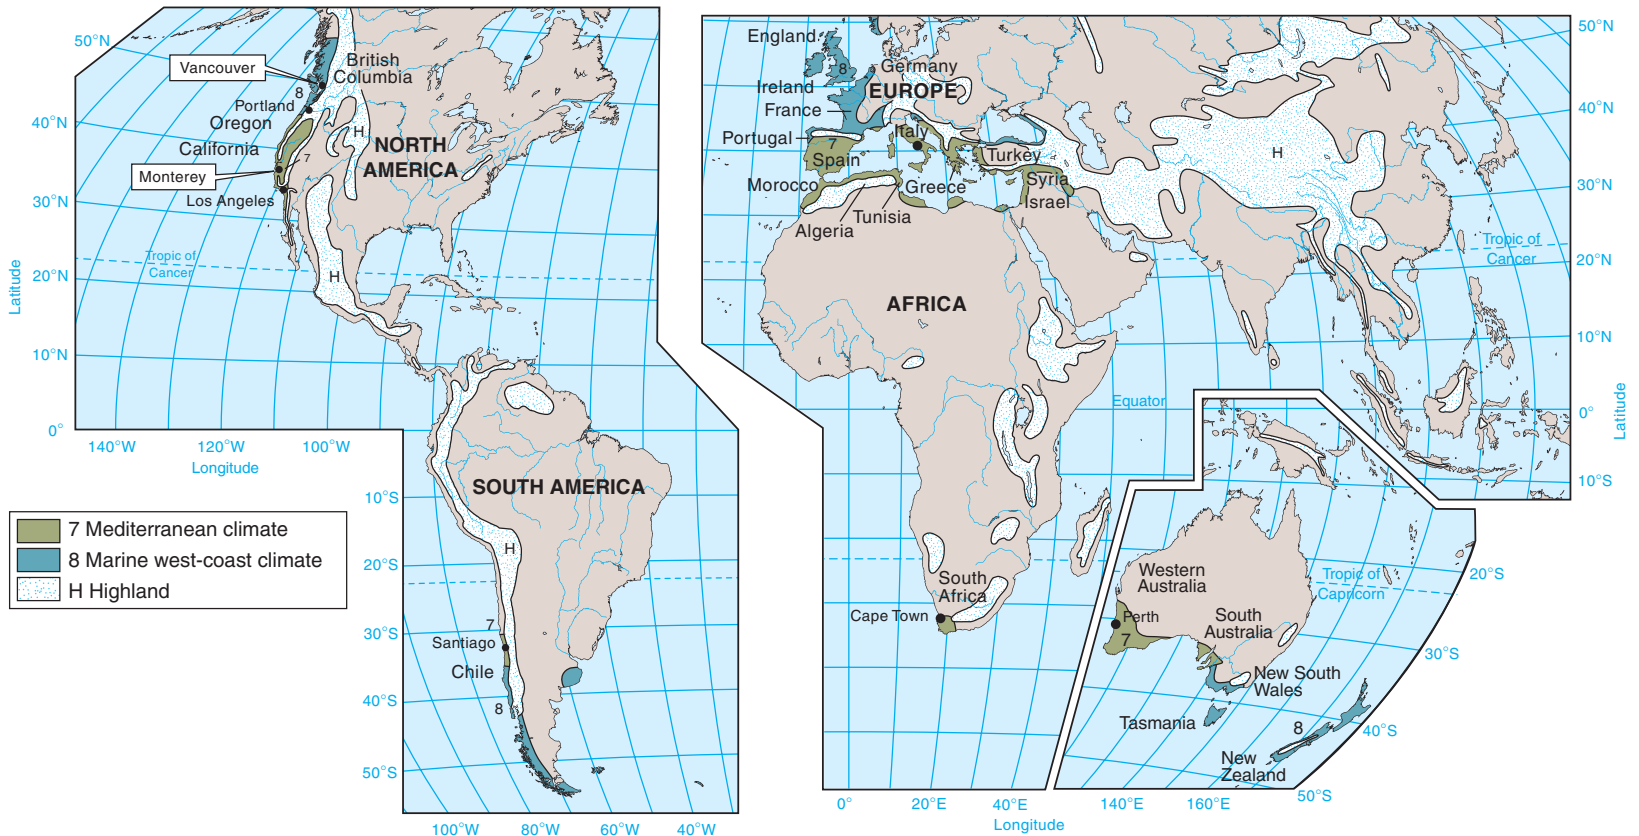 50°N
40°N
30°N
20°N
10°N
0°
Latitude
Vancouver
British
Columbia
8
Portland
Oregon
California
7
Monterey
Los Angeles
H
NORTH
AMERICA
Tropic of
Cancer
H
140°W
120°W
100°W
Longitude
SOUTH AMERICA
10°S
20°S
30°S
40°S
50°S
H
7
Santiago
Chile
8
100°W
80°W
60°W
40°W
7 Mediterranean climate
8 Marine west-coast climate
H Highland
England
8
Germany
Ireland
EUROPE
France
Portugal
Italy
7
Spain
Turkey
Morocco
Greece
Syria
Israel
Tunisia
Algeria
H
AFRICA
Equator
Tropic of
Cancer
50°N
40°N
30°N
20°N
10°N
0°
10°S
Latitude
South
Africa
Cape Town
0°
20°E
40°E
Longitude
140°E
160°E
Western
Australia
Perth
7
South
Australia
Tropic of
Capricorn
New South
Wales
Tasmania
8
New
Zealand
20°S
30°S
40°S
50°S